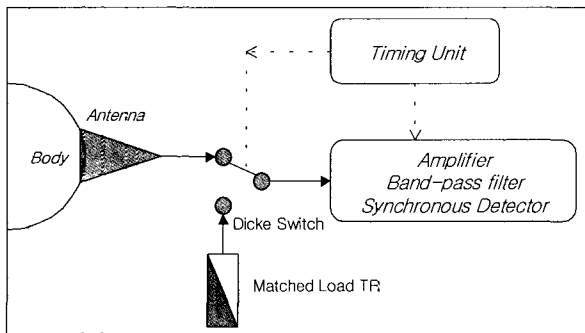 Timing Unit
Antenna
Body
Amplifier
Band-pass filter
Synchronous Detector
Dicke Switch
Matched Load TR